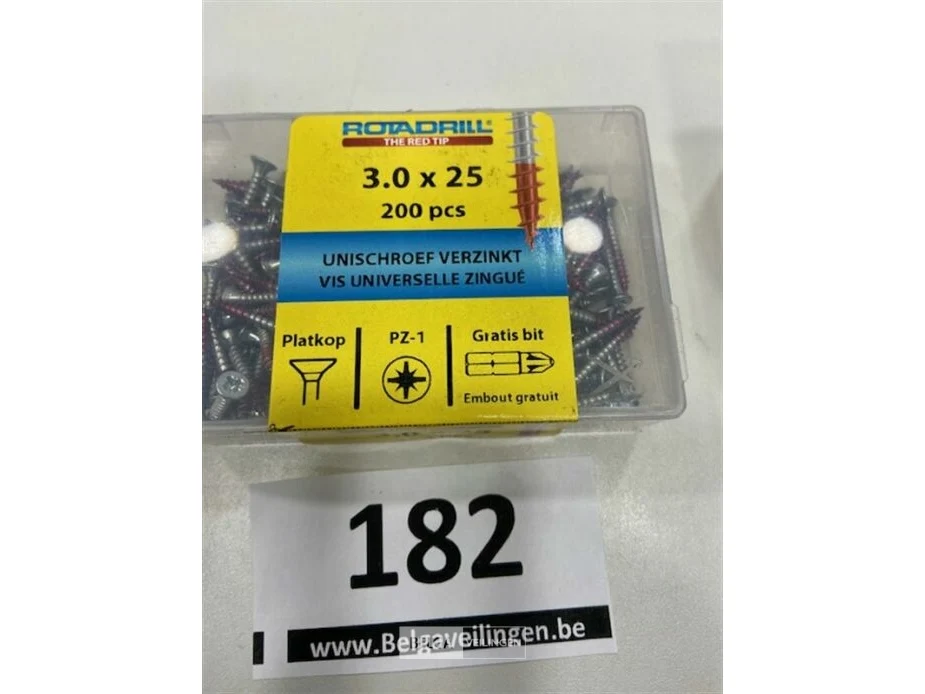 ROTADRILL®
THE RED TIP
3.0 x 25
200 pcs
UNISCHROEF VERZINKT
VIS UNIVERSELLE ZINGUÉ
Platkop
PZ-1
Gratis bit
Embout gratuit
182
www.Belgaveilingen.be
VEILINGEN